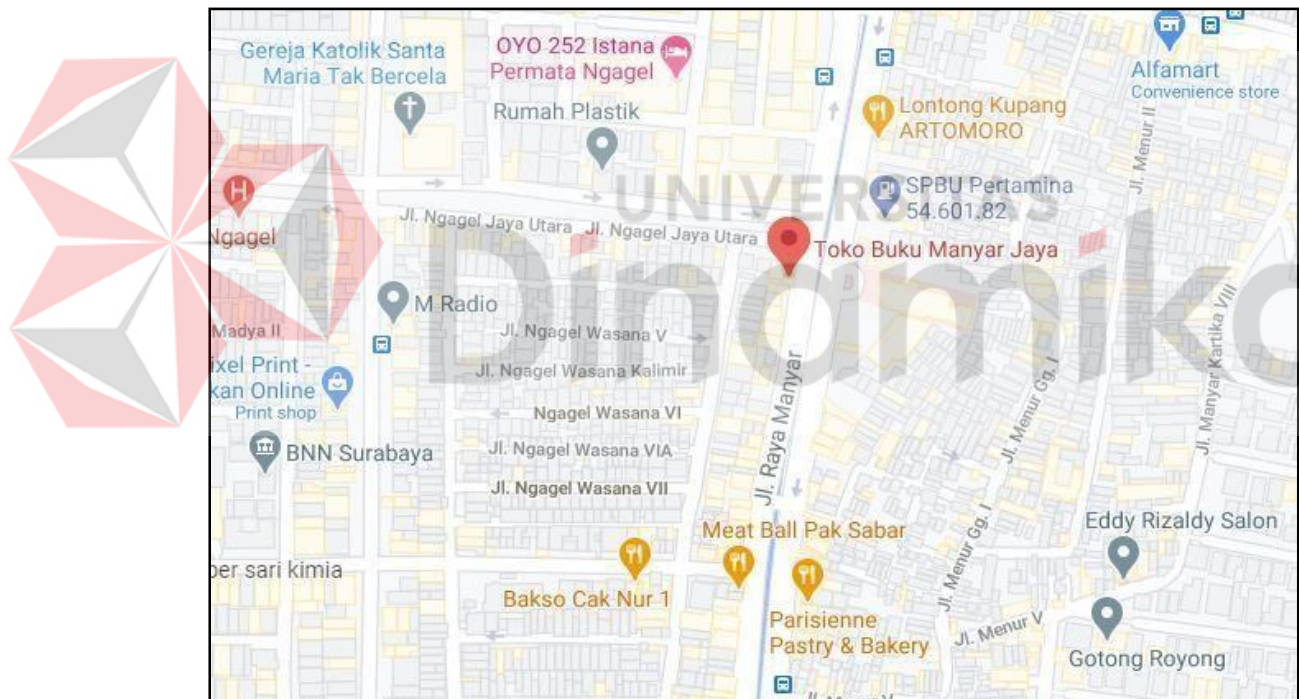 Gereja Katolik Santa
Maria Tak Bercela
OYO 252 Istana
Permata Ngagel
Rumah Plastik
Alfamart
Convenience store
Lontong Kupang
ARTOMORO
Jl. Menur II
H
SPBU Pertamina
54.601.82
UNIVERSITAS
Dinamika
Ngagel
Jl. Ngagel Jaya Utara
Jl. Ngagel Jaya Utara
Toko Buku Manyar Jaya
M Radio
Madya II
Jl. Ngagel Wasana V
Jl. Manyar Kartika VIII
ixel Print -
kan Online
Print shop
Jl. Ngagel Wasana Kalimir
Jl. Raya Manyar
Jl. Menur Gg. I
Ngagel Wasana VI
BNN Surabaya
Jl. Ngagel Wasana VIA
Jl. Ngagel Wasana VII
Meat Ball Pak Sabar
Eddy Rizaldy Salon
Jl. Menur Gg. I
per sari kimia
Bakso Cak Nur 1
Parisienne
Pastry & Bakery
Jl. Menur V
Gotong Royong